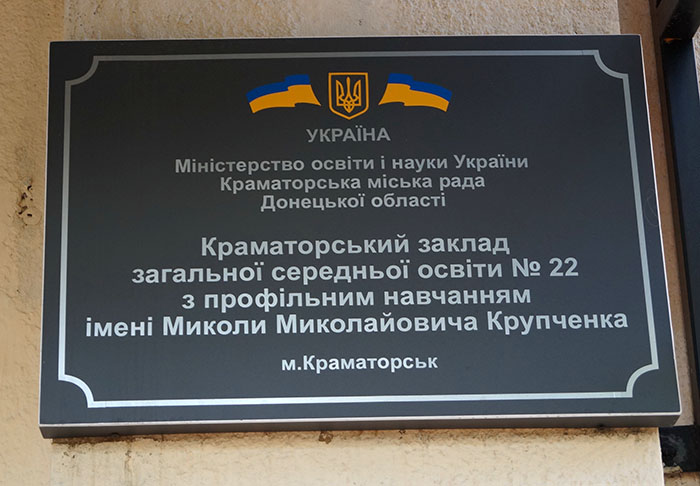 УКРАЇНА
Міністерство освіти і науки України
Краматорська міська рада
Донецької області
Краматорський заклад
загальної середньої освіти № 22
з профільним навчанням
імені Миколи Миколайовича Крупченка
м.Краматорськ